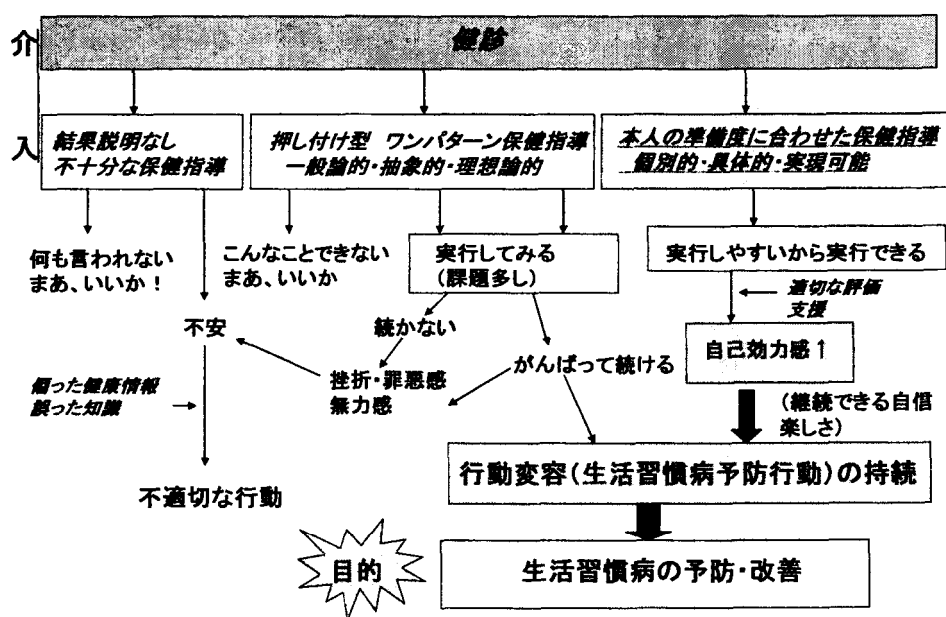 介入
健診
結果説明なし
不十分な保健指導
押し付け型 ワンパターン保健指導
一般論的・抽象的・理想論的
本人の準備度に合わせた保健指導
個別的・具体的・実現可能
何も言われない
まあ、いいか！
こんなことできない
まあ、いいか
実行してみる
(課題多し)
実行しやすいから実行できる
適切な評価
支援
不安
続かない
がんばって続ける
自己効力感↑
偏った健康情報
誤った知識
挫折・罪悪感
無力感
(継続できる自信
楽しさ)
行動変容(生活習慣病予防行動)の持続
不適切な行動
目的
生活習慣病の予防・改善